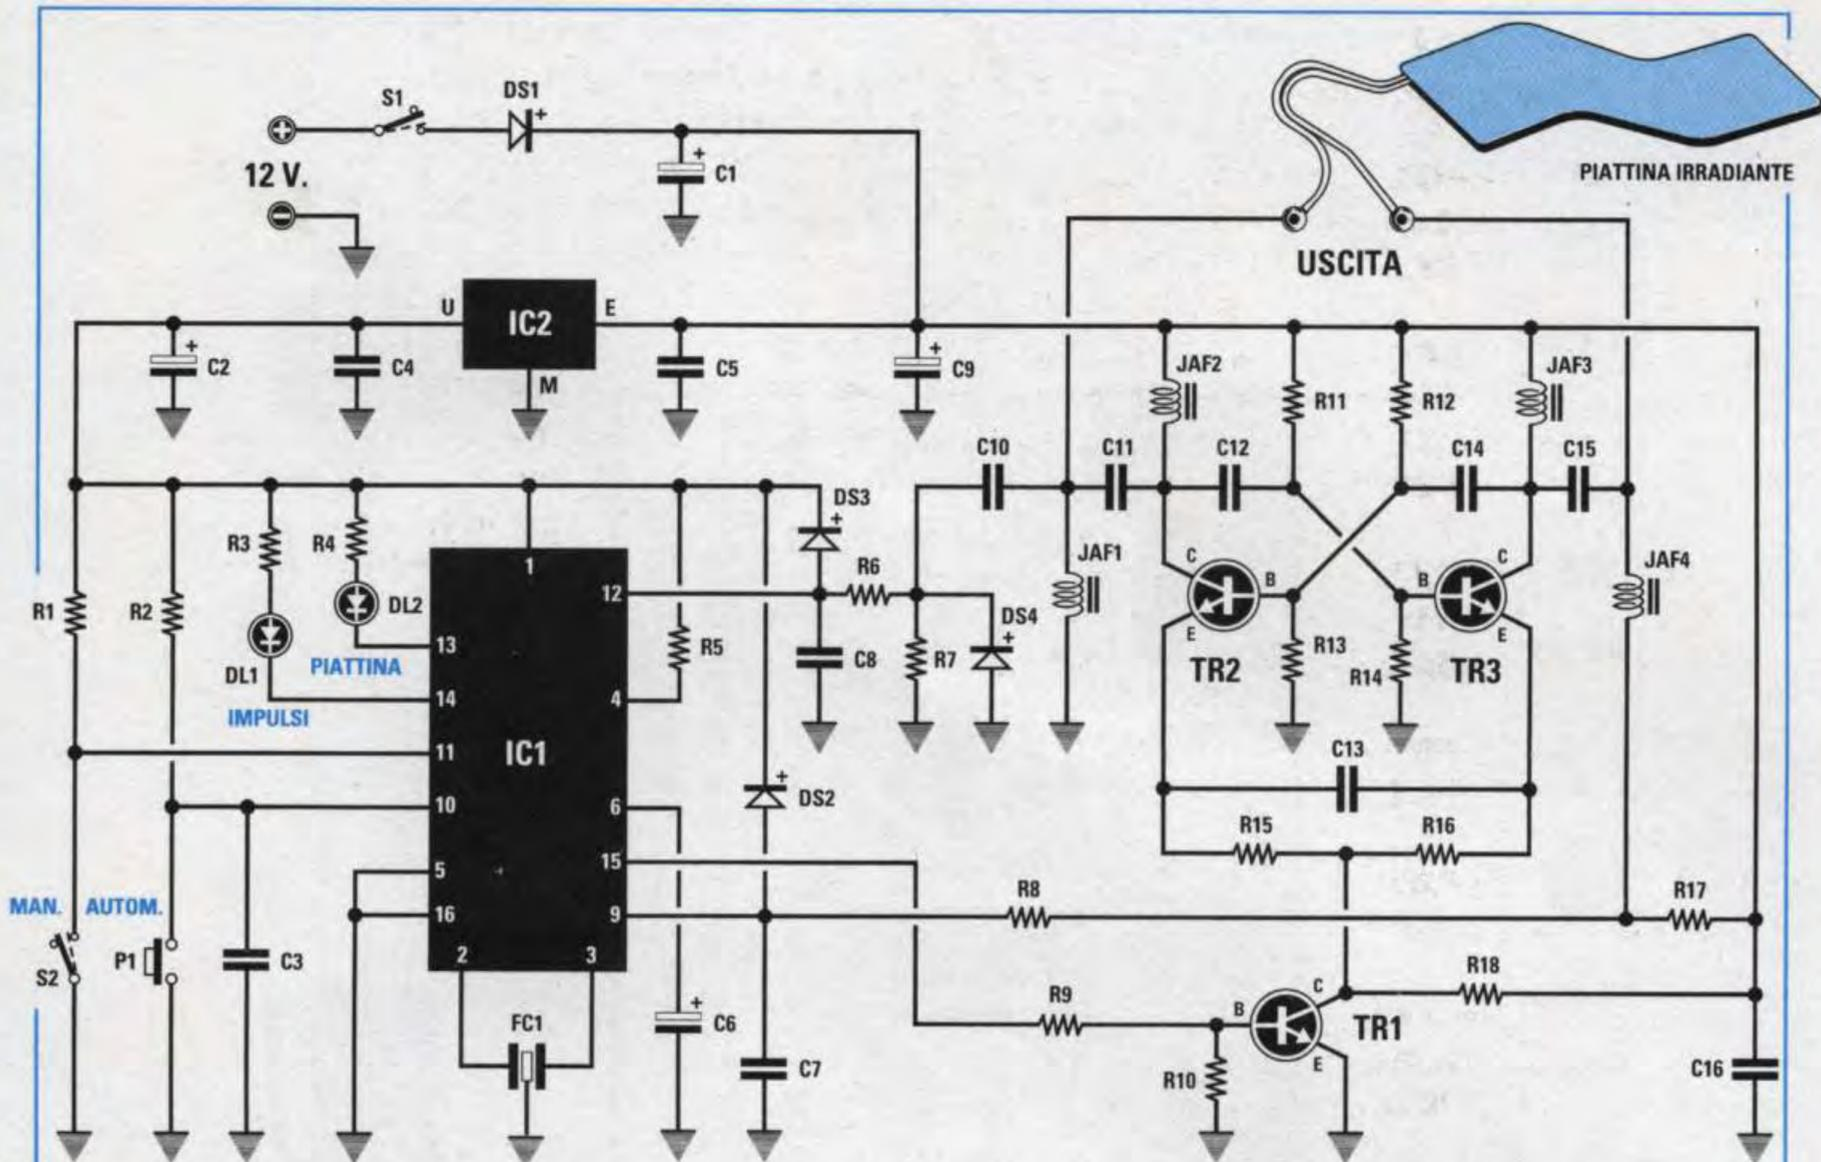 S1
DS1
+
12 V.
+
C1
PIATTINA IRRADIANTE
USCITA
U
IC2
E
M
+
C2
C4
C5
+
C9
JAF2
R11
R12
JAF3
C10
C11
C12
C14
C15
DS3
+
R3
R4
1
JAF1
C
B
E
TR2
C
B
E
TR3
JAF4
R1
R2
DL2
DL1
PIATTINA
IMPULSI
13
14
11
10
5
16
2
3
IC1
12
4
6
15
9
R6
R5
C8
R7
DS4
+
R13
R14
C13
DS2
+
R15
R16
MAN.
AUTOM.
S2
P1
C3
FC1
+
C6
C7
R8
R17
R9
R18
B
C
E
TR1
R10
C16